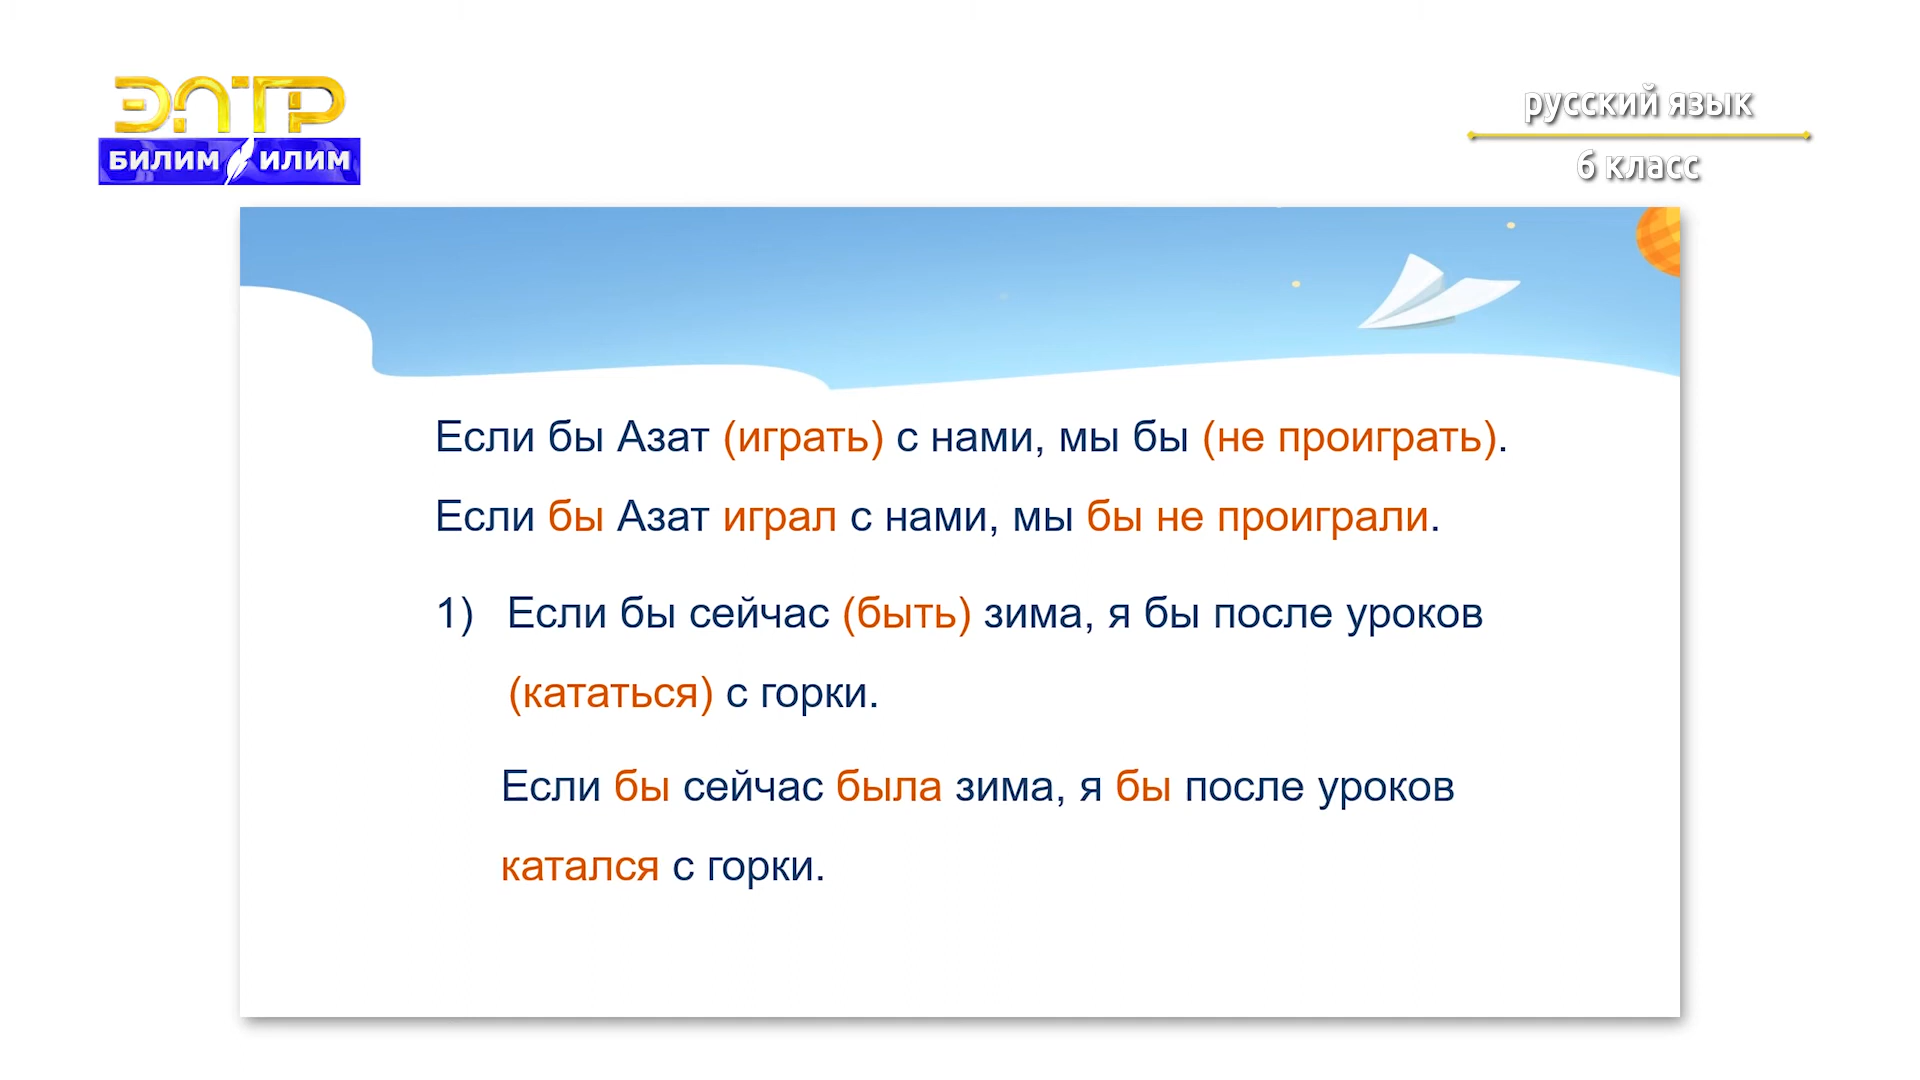 ЭЛТР
БИЛИМ ИЛИМ
русский язык
6 класс
Если бы Азат (играть) с нами, мы бы (не проиграть).
Если бы Азат играл с нами, мы бы не проиграли.
1) Если бы сейчас (быть) зима, я бы после уроков
(кататься) с горки.
Если бы сейчас была зима, я бы после уроков
катался с горки.